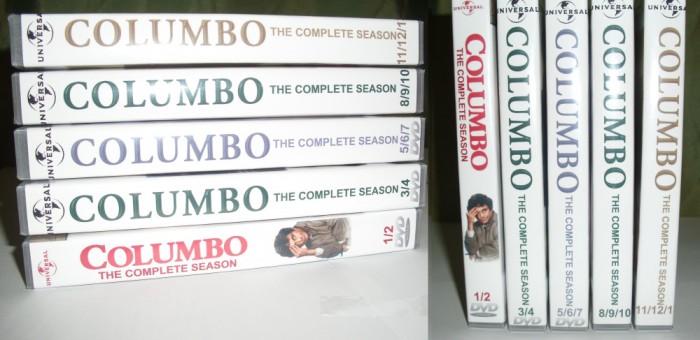 UNIVERSAL COLUMBO THE COMPLETE SEASON 11/12/1
UNIVERSAL COLUMBO THE COMPLETE SEASON 8/9/10
UNIVERSAL COLUMBO THE COMPLETE SEASON 5/6/7 DVD
UNIVERSAL COLUMBO THE COMPLETE SEASON 3/4 DVD
UNIVERSAL COLUMBO
THE COMPLETE SEASON
1/2 DVD
UNIVERSAL COLUMBO
THE COMPLETE SEASON
1/2
UNIVERSAL COLUMBO THE COMPLETE SEASON 3/4 DVD
UNIVERSAL COLUMBO THE COMPLETE SEASON 5/6/7 DVD
UNIVERSAL COLUMBO THE COMPLETE SEASON 8/9/10
UNIVERSAL COLUMBO THE COMPLETE SEASON 11/12/1